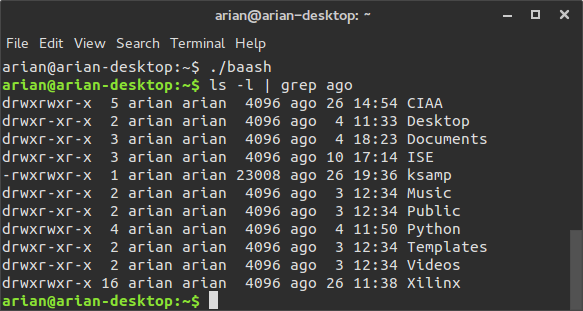 arian@arian-desktop: ~
File Edit View Search Terminal Help
arian@arian-desktop:~$ ./baash
arian@arian-desktop:~$ ls -l | grep ago
drwxrwxr-x  5 arian arian  4096 ago 26 14:54 CIAA
drwxr-xr-x  2 arian arian  4096 ago  4 11:33 Desktop
drwxr-xr-x  3 arian arian  4096 ago  4 18:23 Documents
drwxr-xr-x  3 arian arian  4096 ago 10 17:14 ISE
-rwxrwxr-x  1 arian arian 23008 ago 26 19:36 ksamp
drwxr-xr-x  2 arian arian  4096 ago  3 12:34 Music
drwxr-xr-x  2 arian arian  4096 ago  3 12:34 Public
drwxrwxr-x  4 arian arian  4096 ago  4 11:50 Python
drwxr-xr-x  2 arian arian  4096 ago  3 12:34 Templates
drwxr-xr-x  2 arian arian  4096 ago  3 12:34 Videos
drwxr-xr-x 16 arian arian  4096 ago 26 11:38 Xilinx
arian@arian-desktop:~$